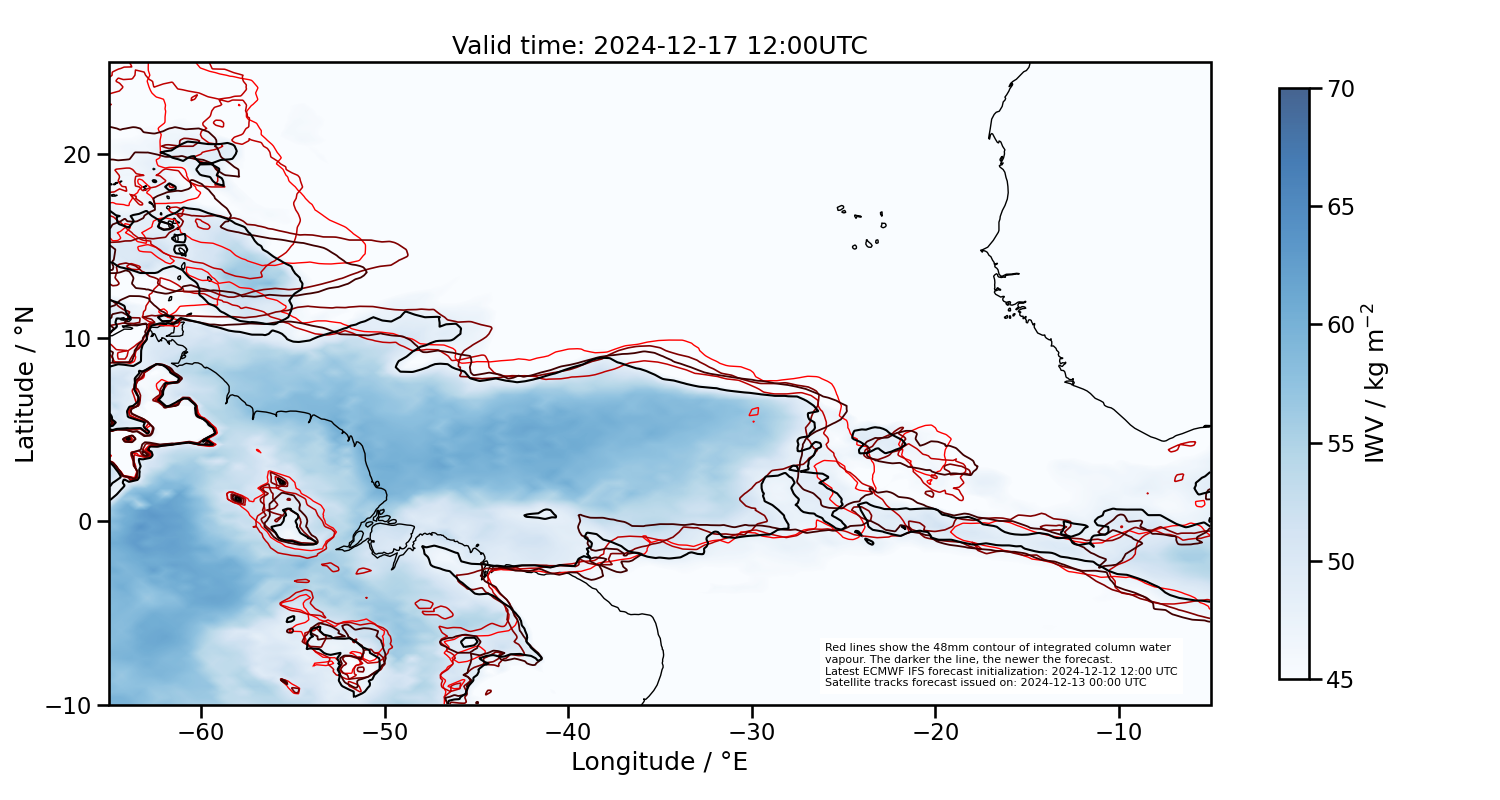 Valid time: 2024-12-17 12:00UTC
20
10
0
−10
Latitude / °N
−60
−50
−40
−30
−20
−10
Longitude / °E
70
65
60
55
50
45
IWV / kg m⁻²
Red lines show the 48mm contour of integrated column water
vapour. The darker the line, the newer the forecast.
Latest ECMWF IFS forecast initialization: 2024-12-12 12:00 UTC
Satellite tracks forecast issued on: 2024-12-13 00:00 UTC